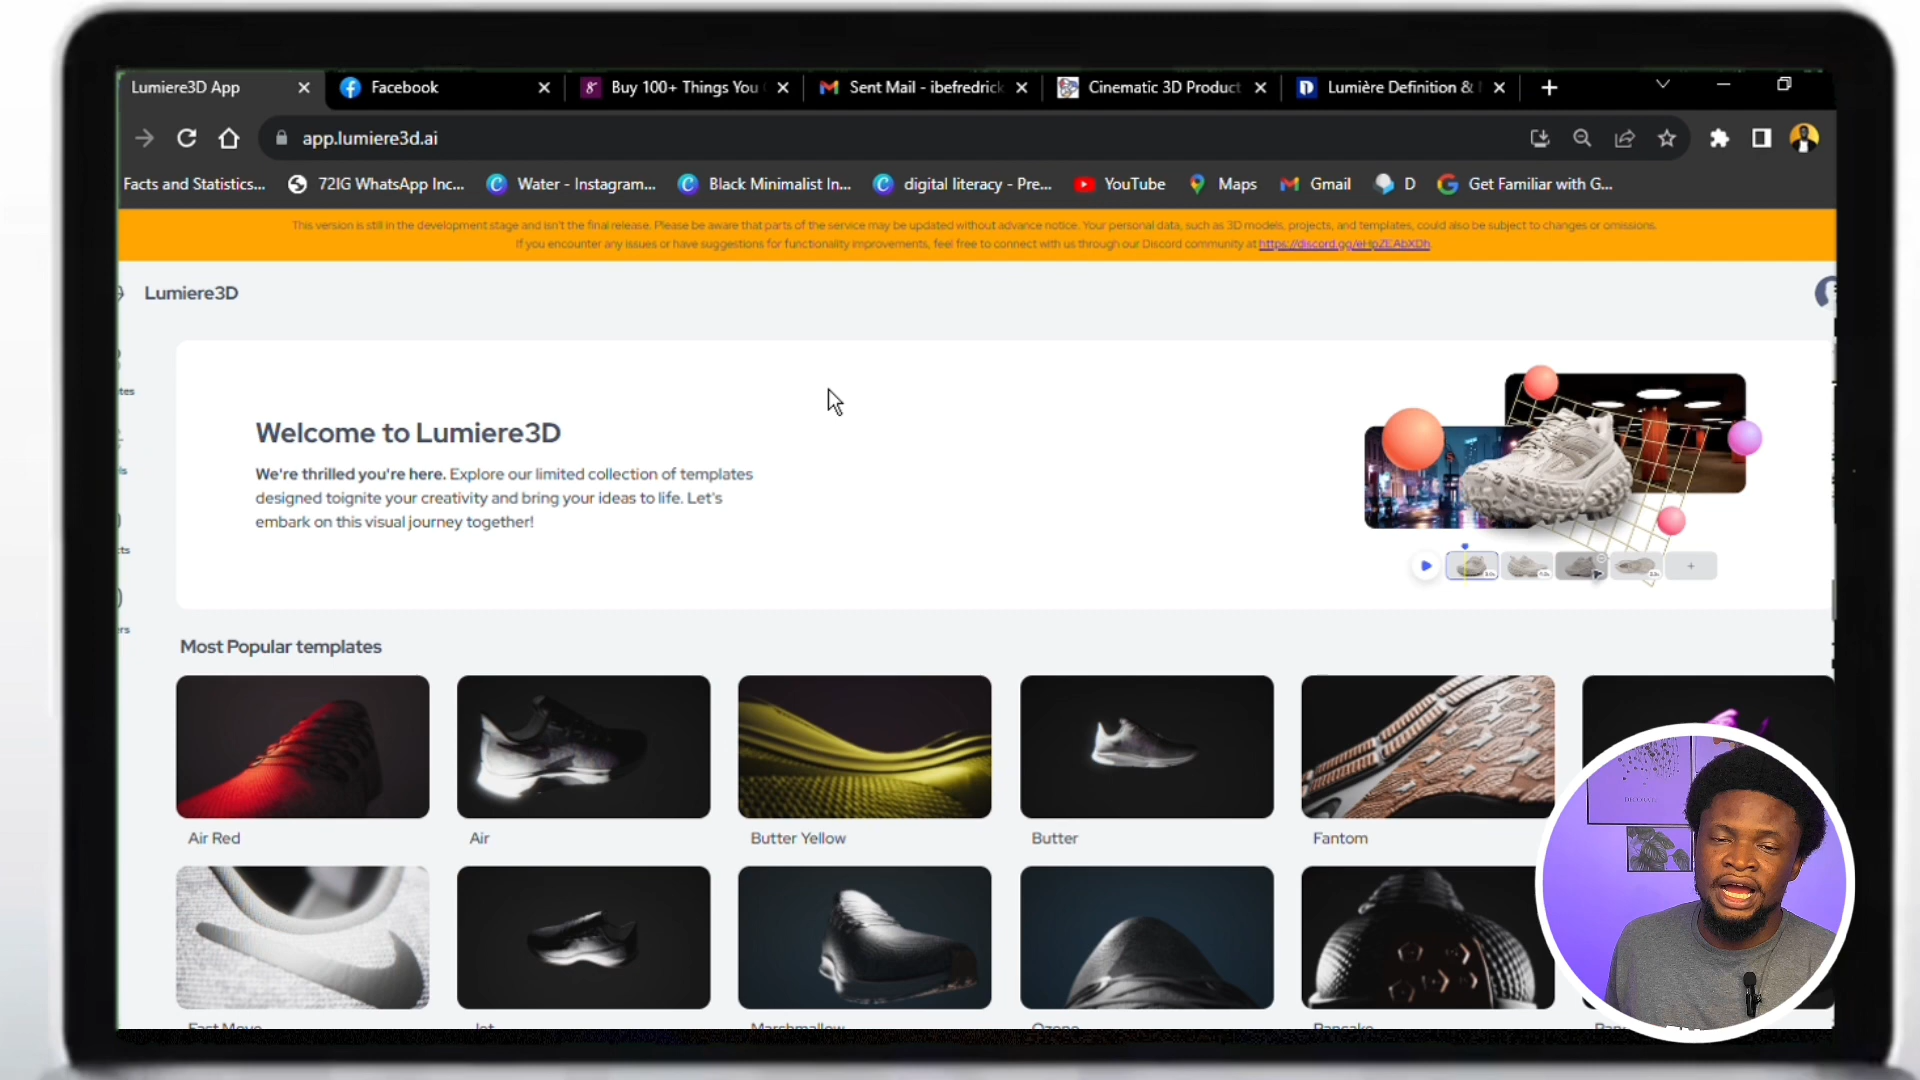 Lumiere3D App
Facebook
Buy 100+ Things You
Sent Mail - ibefredrick
Cinematic 3D Product
Lumière Definition &
app.lumiere3d.ai
Facts and Statistics...
72IG WhatsApp Inc...
Water - Instagram...
Black Minimalist In...
digital literacy - Pre...
YouTube
Maps
Gmail
D
Get Familiar with G...
This version is still in the development stage and isn't the final release. Please be aware that parts of the service may be updated without advance notice. Your personal data, such as 3D models, projects, and templates, could also be subject to changes or omissions.
If you encounter any issues or have suggestions for functionality improvements, feel free to connect with us through our Discord community at https://discord.gg/eHpZEAbXDh
Lumiere3D
tes
ls
cts
ers
Welcome to Lumiere3D
We're thrilled you're here. Explore our limited collection of templates
designed toignite your creativity and bring your ideas to life. Let's
embark on this visual journey together!
Most Popular templates
Air Red
Air
Butter Yellow
Butter
Fantom
Fast Move
Jet
Marshmallow
Ozone
Pancake